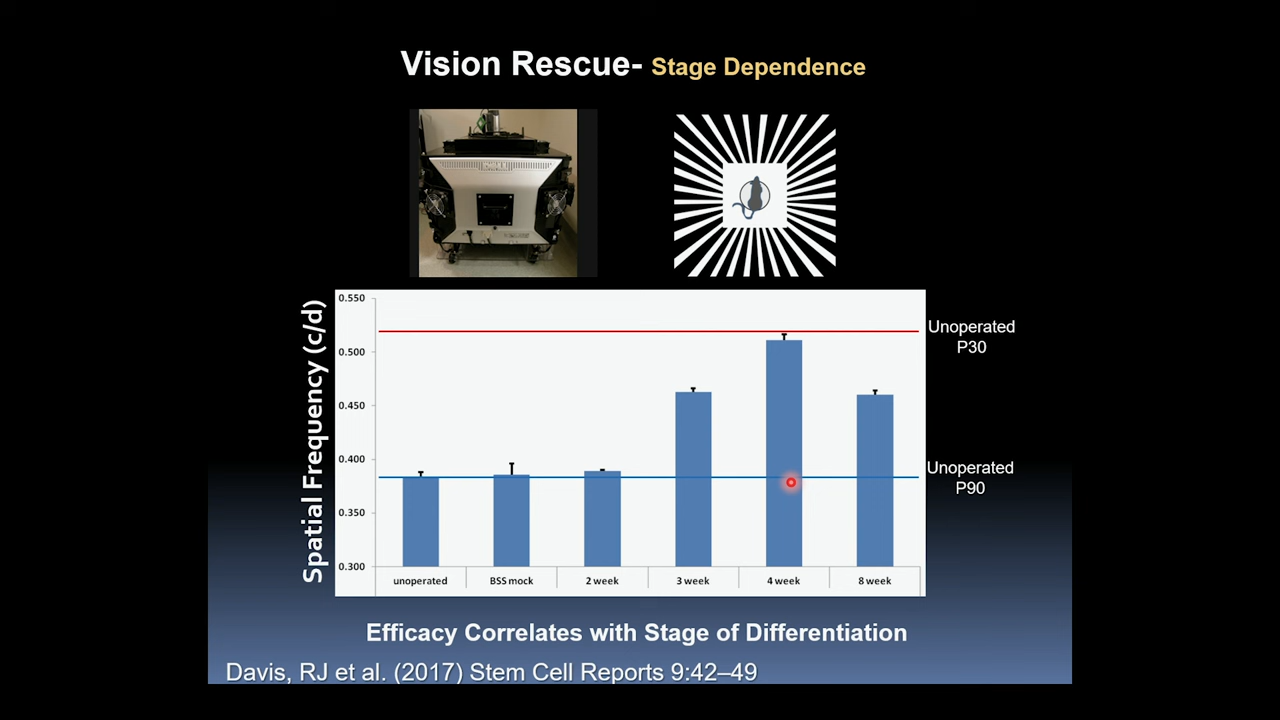 Vision Rescue- Stage Dependence
Spatial Frequency (c/d)
0.550
0.500
0.450
0.400
0.350
0.300
Unoperated
P30
Unoperated
P90
unoperated
BSS mock
2 week
3 week
4 week
8 week
Efficacy Correlates with Stage of Differentiation
Davis, RJ et al. (2017) Stem Cell Reports 9:42–49